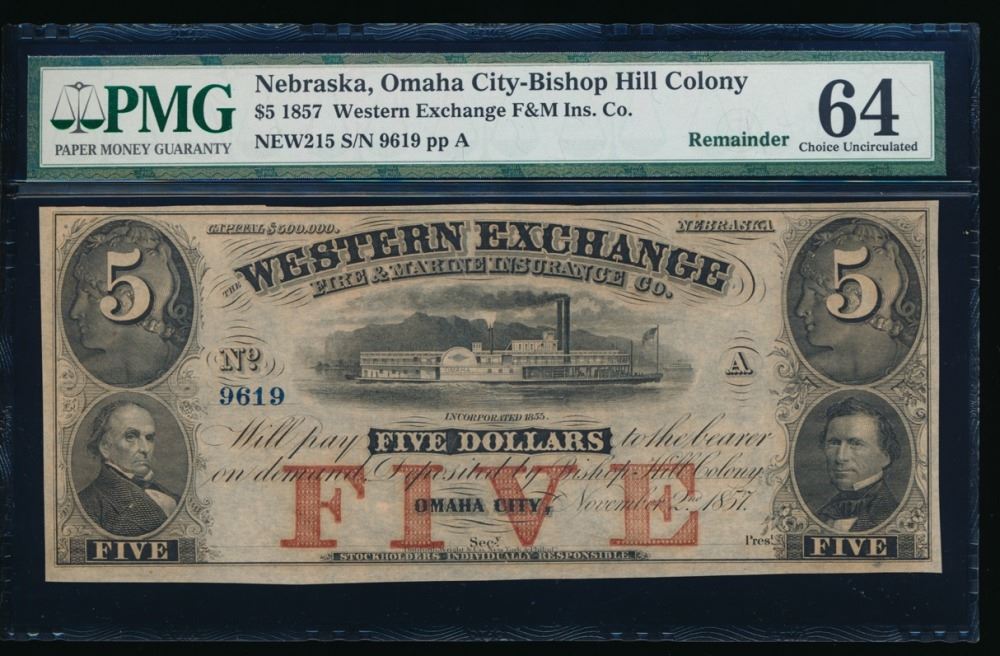 PMG
PAPER MONEY GUARANTY
Nebraska, Omaha City-Bishop Hill Colony
$5 1857 Western Exchange F&M Ins. Co.
NEW215 S/N 9619 pp A
Remainder
64
Choice Uncirculated
CAPITAL $500,000.
NEBRASKA
5
5
THE WESTERN EXCHANGE
FIRE & MARINE INSURANCE CO.
No
A
9619
INCORPORATED 1855.
Will pay FIVE DOLLARS to the bearer
on demand, Deposited by Bishop Hill Colony
FIVE
OMAHA CITY, November 2nd 1857.
Secy
Prest
FIVE
FIVE
STOCKHOLDERS INDIVIDUALLY RESPONSIBLE.